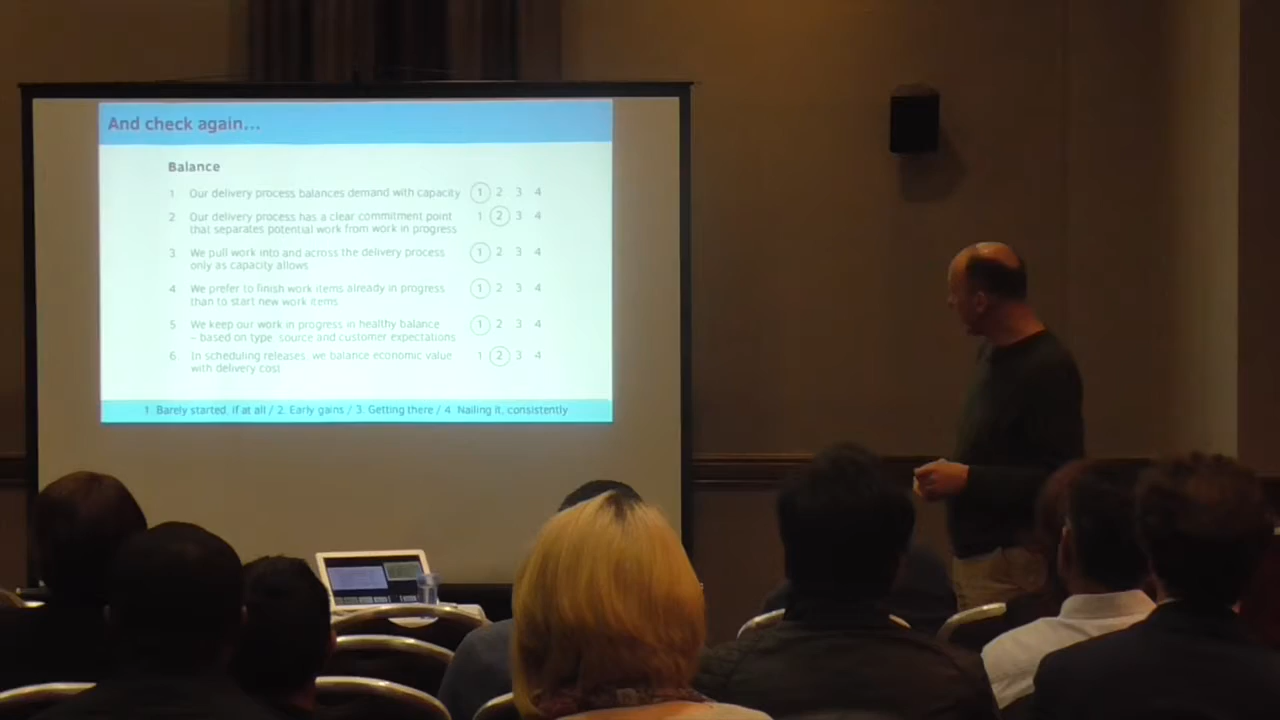 And check again...
Balance
1 Our delivery process balances demand with capacity 1 2 3 4
2 Our delivery process has a clear commitment point 1 2 3 4
that separates potential work from work in progress
3 We pull work into and across the delivery process 1 2 3 4
only as capacity allows
4 We prefer to finish work items already in progress 1 2 3 4
than to start new work items
5 We keep our work in progress in healthy balance 1 2 3 4
– based on type, source and customer expectations
6 In scheduling releases, we balance economic value 1 2 3 4
with delivery cost
1. Barely started, if at all / 2. Early gains / 3. Getting there / 4. Nailing it, consistently